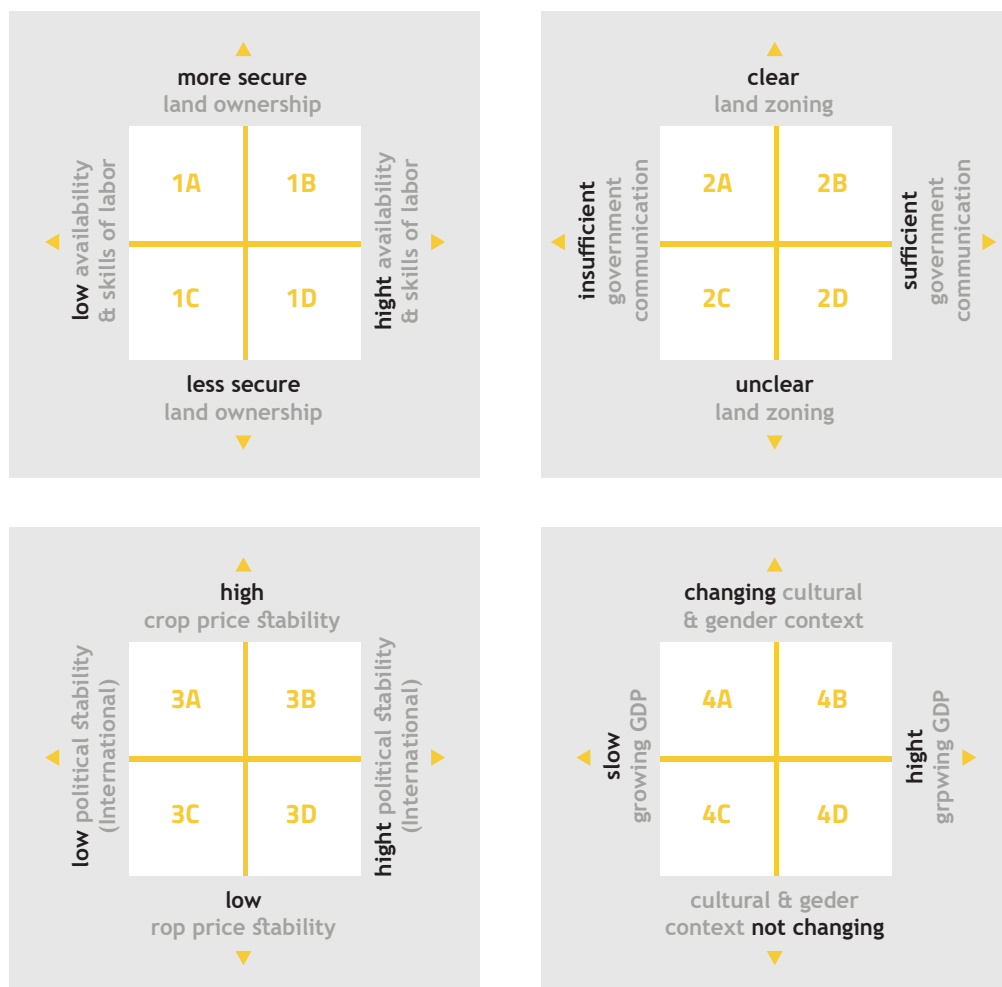 more secure
land ownership
low availability
& skills of labor
1A
1B
1C
1D
hight availability
& skills of labor
less secure
land ownership
clear
land zoning
insufficient
government
communication
2A
2B
2C
2D
sufficient
government
communication
unclear
land zoning
high
crop price stability
low political stability
(International)
3A
3B
3C
3D
hight political stability
(International)
low
rop price stability
changing cultural
& gender context
slow
growing GDP
4A
4B
4C
4D
hight
grpwing GDP
cultural & geder
context not changing